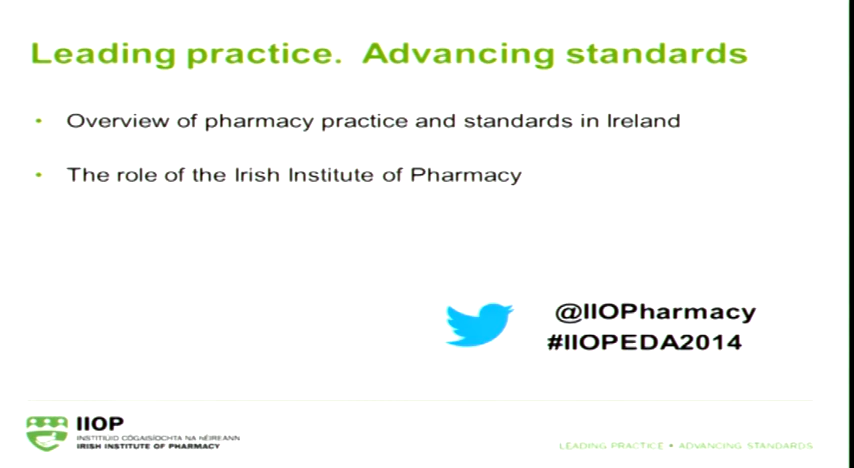 Leading practice. Advancing standards
• Overview of pharmacy practice and standards in Ireland
• The role of the Irish Institute of Pharmacy
@IIOPharmacy
#IIOPEDA2014
IIOP
INSTITIÚID CÓGAISÍOCHTA NA HÉIREANN
IRISH INSTITUTE OF PHARMACY
LEADING PRACTICE • ADVANCING STANDARDS